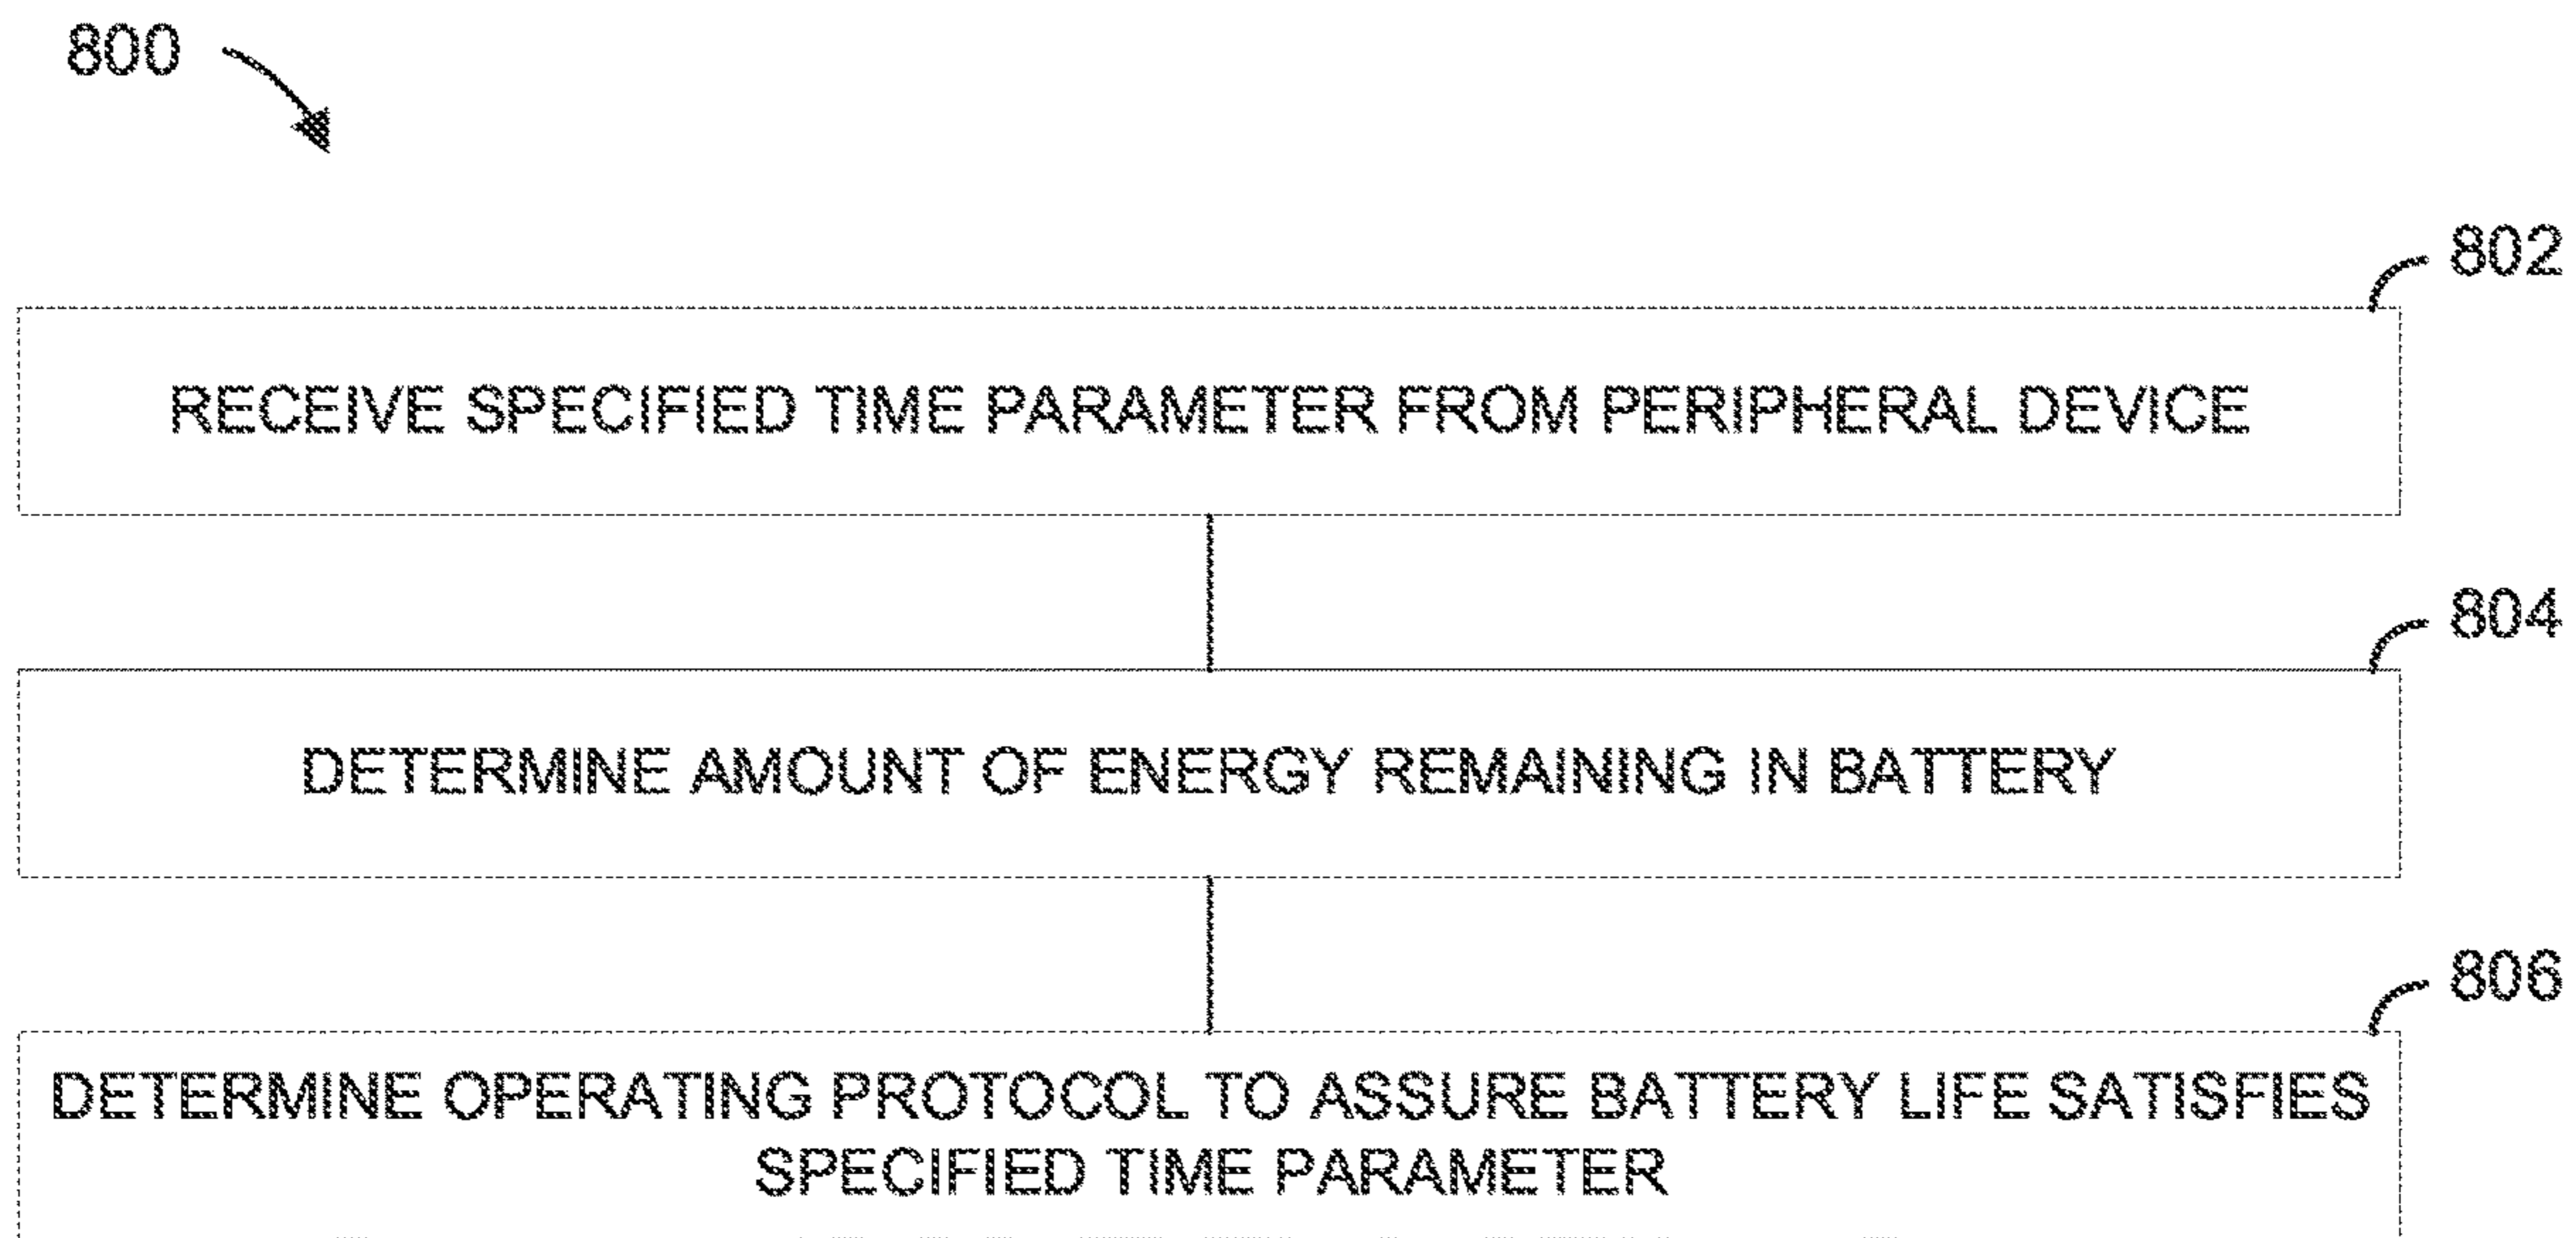 800
802
RECEIVE SPECIFIED TIME PARAMETER FROM PERIPHERAL DEVICE
804
DETERMINE AMOUNT OF ENERGY REMAINING IN BATTERY
806
DETERMINE OPERATING PROTOCOL TO ASSURE BATTERY LIFE SATISFIES
SPECIFIED TIME PARAMETER